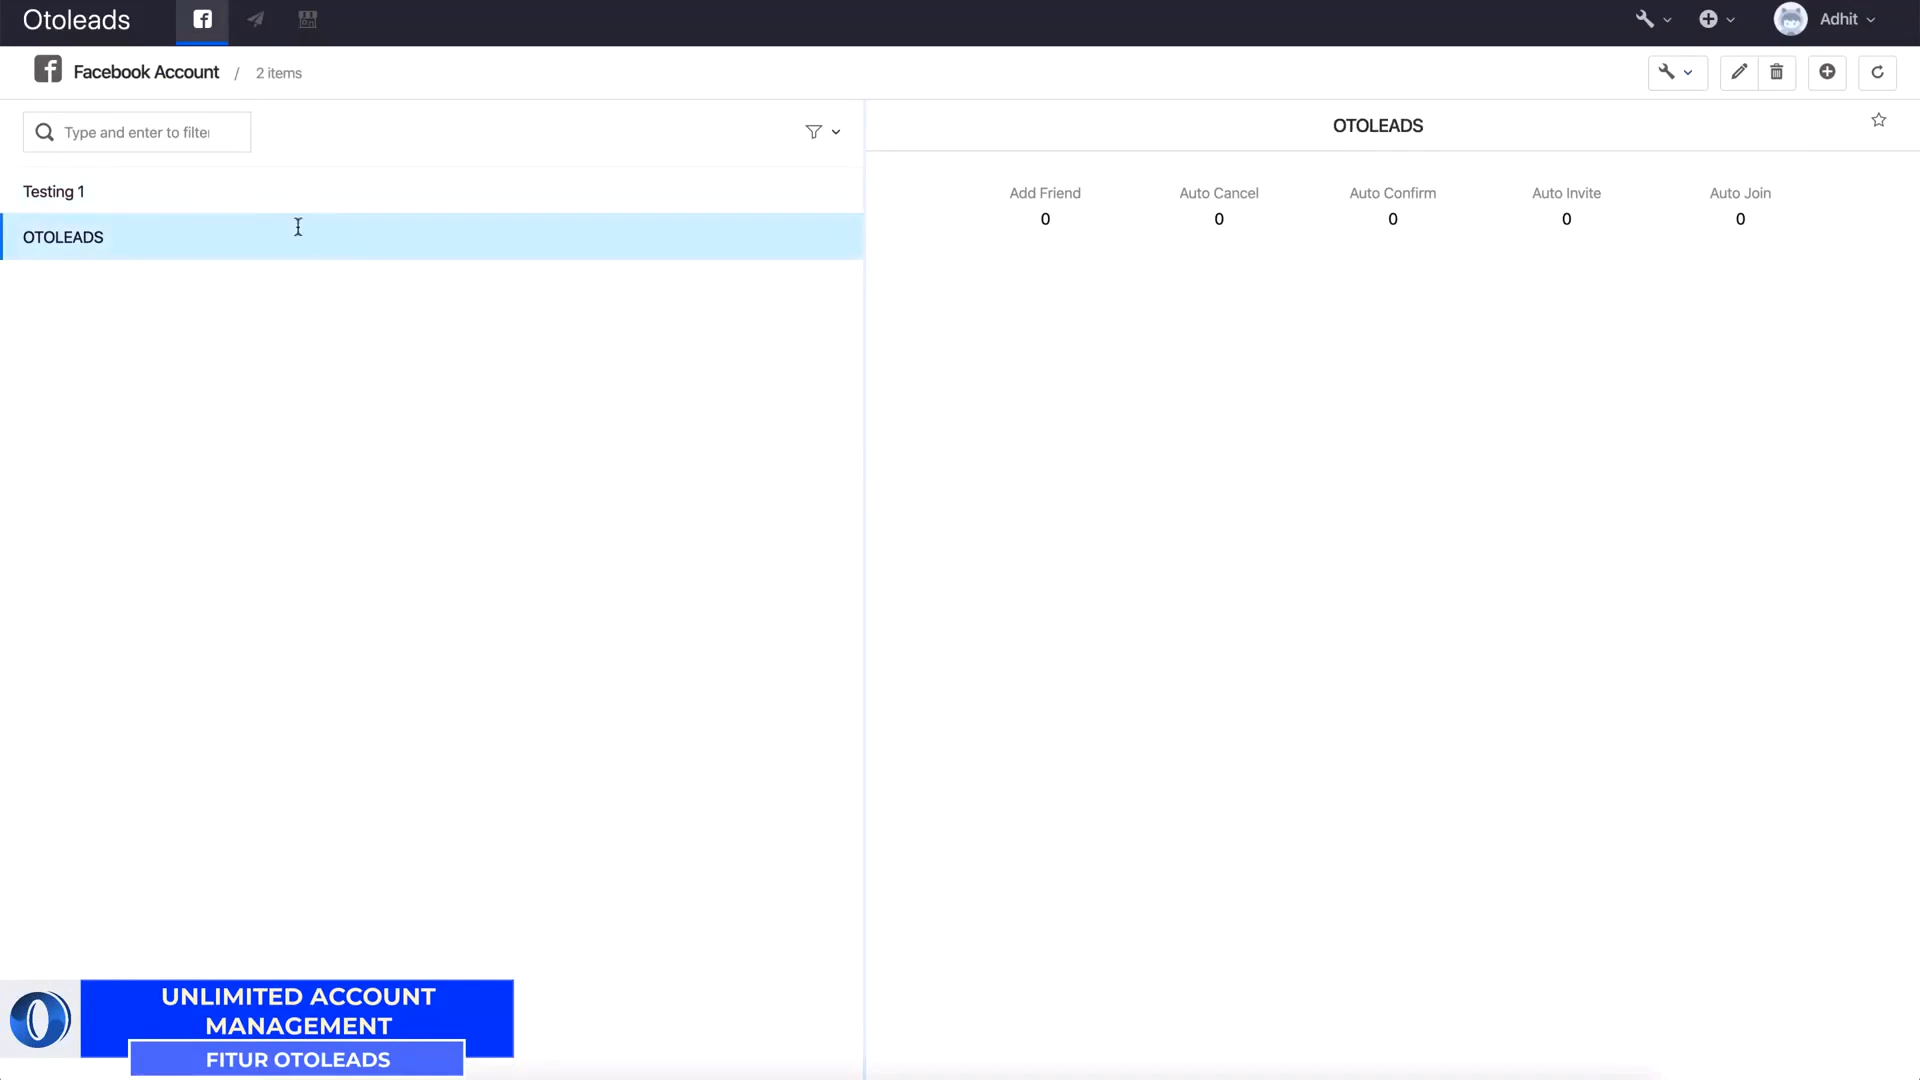 Otoleads
Adhit
Facebook Account / 2 items
Type and enter to filter
OTOLEADS
Testing 1
OTOLEADS
Add Friend Auto Cancel Auto Confirm Auto Invite Auto Join
0 0 0 0 0
UNLIMITED ACCOUNT
MANAGEMENT
FITUR OTOLEADS